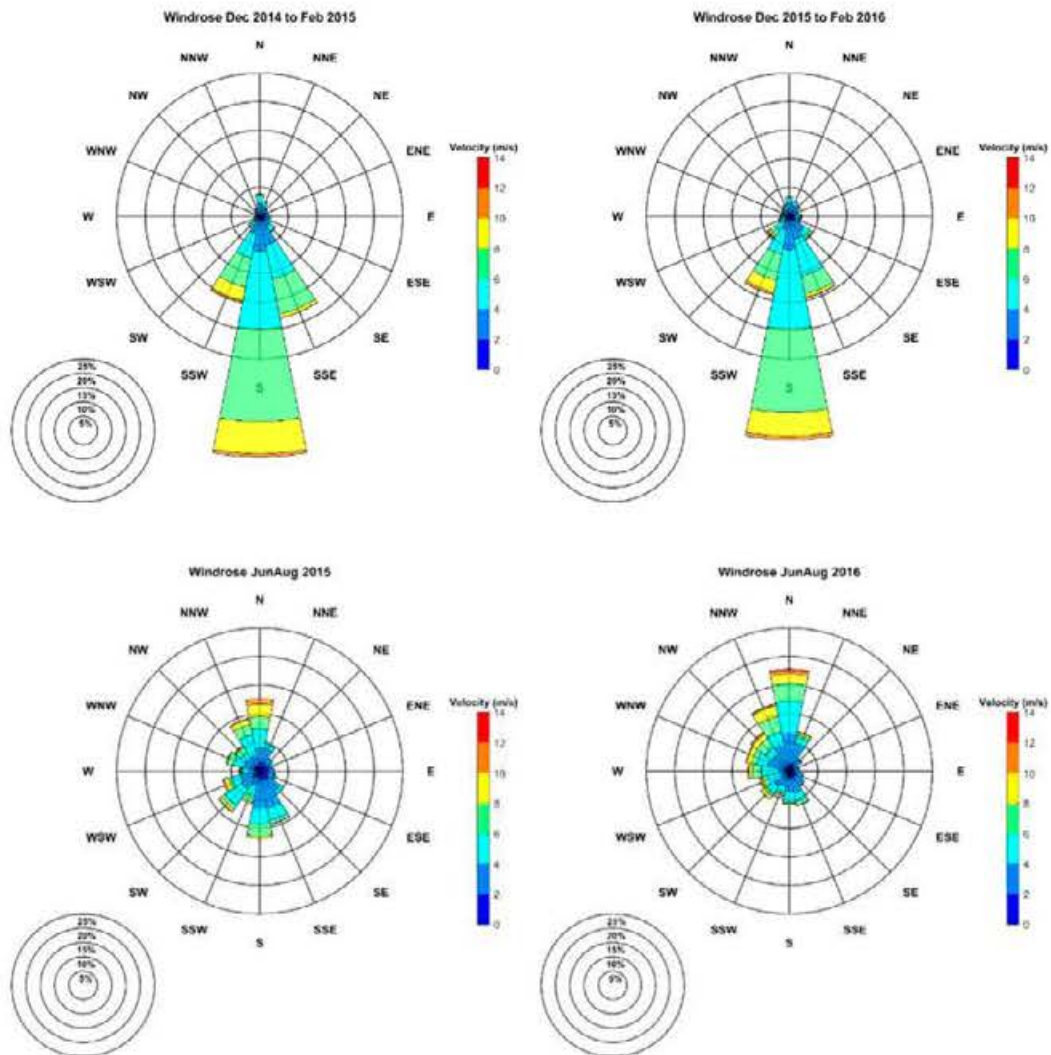 Windrose Dec 2014 to Feb 2015
N
NNW
NNE
NW
NE
WNW
ENE
W
E
WSW
ESE
SW
SE
SSW
SSE
S
Velocity (m/s)
14
12
10
8
6
4
2
0
25%
20%
15%
10%
5%
Windrose Dec 2015 to Feb 2016
N
NNW
NNE
NW
NE
WNW
ENE
W
E
WSW
ESE
SW
SE
SSW
SSE
S
Velocity (m/s)
14
12
10
8
6
4
2
0
25%
20%
15%
10%
5%
Windrose JunAug 2015
N
NNW
NNE
NW
NE
WNW
ENE
W
E
WSW
ESE
SW
SE
SSW
SSE
S
Velocity (m/s)
14
12
10
8
6
4
2
0
25%
20%
15%
10%
5%
Windrose JunAug 2016
N
NNW
NNE
NW
NE
WNW
ENE
W
E
WSW
ESE
SW
SE
SSW
SSE
S
Velocity (m/s)
14
12
10
8
6
4
2
0
25%
20%
15%
10%
5%